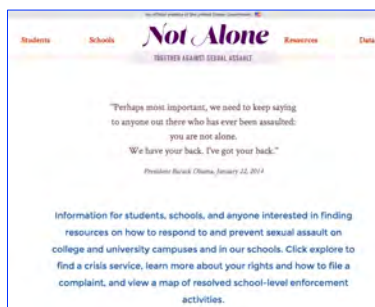 An official website of the United States Government
Students Schools Not Alone Resources Data
TOGETHER AGAINST SEXUAL ASSAULT
"Perhaps most important, we need to keep saying
to anyone out there who has ever been assaulted:
you are not alone.
We have your back. I've got your back."
President Barack Obama, January 22, 2014
Information for students, schools, and anyone interested in finding
resources on how to respond to and prevent sexual assault on
college and university campuses and in our schools. Click explore to
find a crisis service, learn more about your rights and how to file a
complaint, and view a map of resolved school-level enforcement
activities.